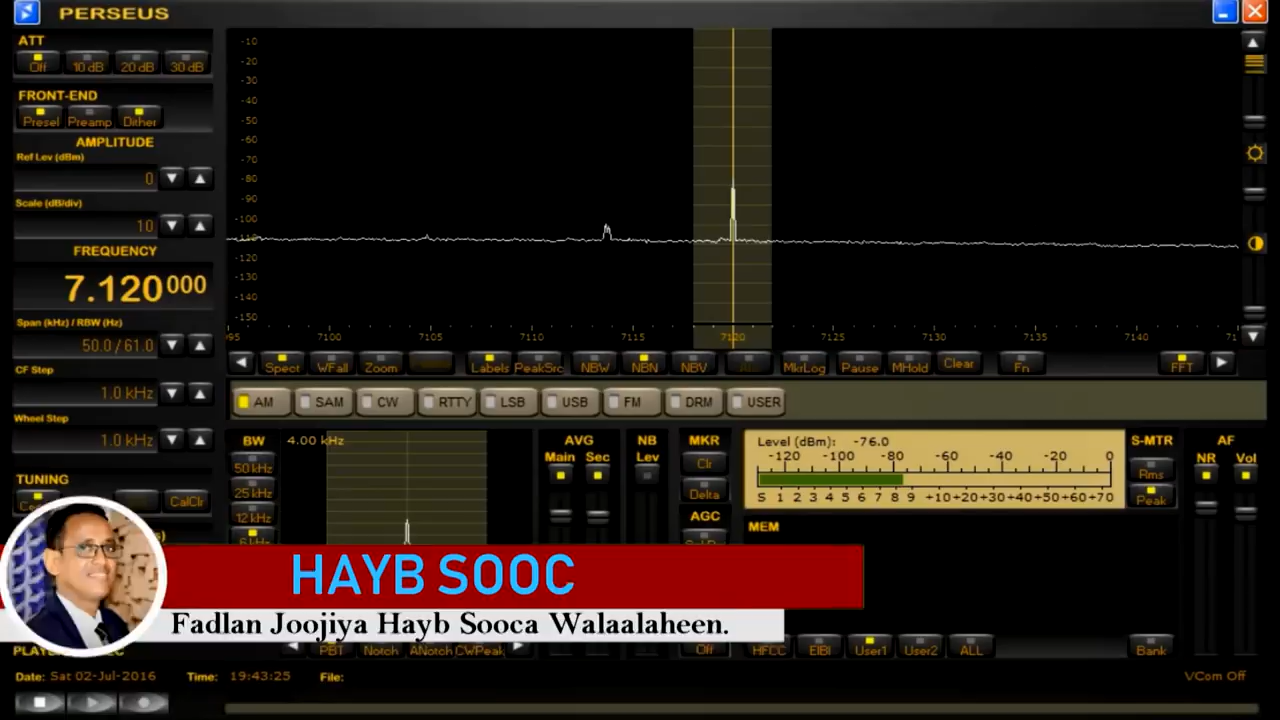 PERSEUS
ATT
Off 10 dB 20 dB 30 dB
FRONT-END
Presel Preamp Dither
AMPLITUDE
Ref Lev (dBm)
0
Scale (dB/div)
10
FREQUENCY
7.120 000
Span (kHz) / RBW (Hz)
50.0 / 61.0
CF Step
1.0 kHz
Wheel Step
1.0 kHz
TUNING
CalClr
-10
-20
-30
-40
-50
-60
-70
-80
-90
-100
-110
-120
-130
-140
-150
95 7100 7105 7110 7115 7120 7125 7130 7135 7140
Spect WFall Zoom Labels PeakSrc NBW NBN NBV MkrLog Pause MHold Clear Fn FFT
AM SAM CW RTTY LSB USB FM DRM USER
BW
50 kHz
25 kHz
12 kHz
6 kHz
4.00 kHz
AVG
Main Sec
NB
Lev
MKR
Clr
Delta
AGC
Level (dBm): -76.0
-120 -100 -80 -60 -40 -20 0
S 1 2 3 4 5 6 7 8 9 +10 +20 +30 +40 +50 +60 +70
S-MTR
Rms
Peak
AF
NR Vol
MEM
HAYB SOOC
Fadlan Joojiya Hayb Sooca Walaalaheen.
PBT Notch ANotch CWPeak Off HFCC EIBI User1 User2 ALL Bank
Date: Sat 02-Jul-2016 Time: 19:43:25 File:
VCom Off